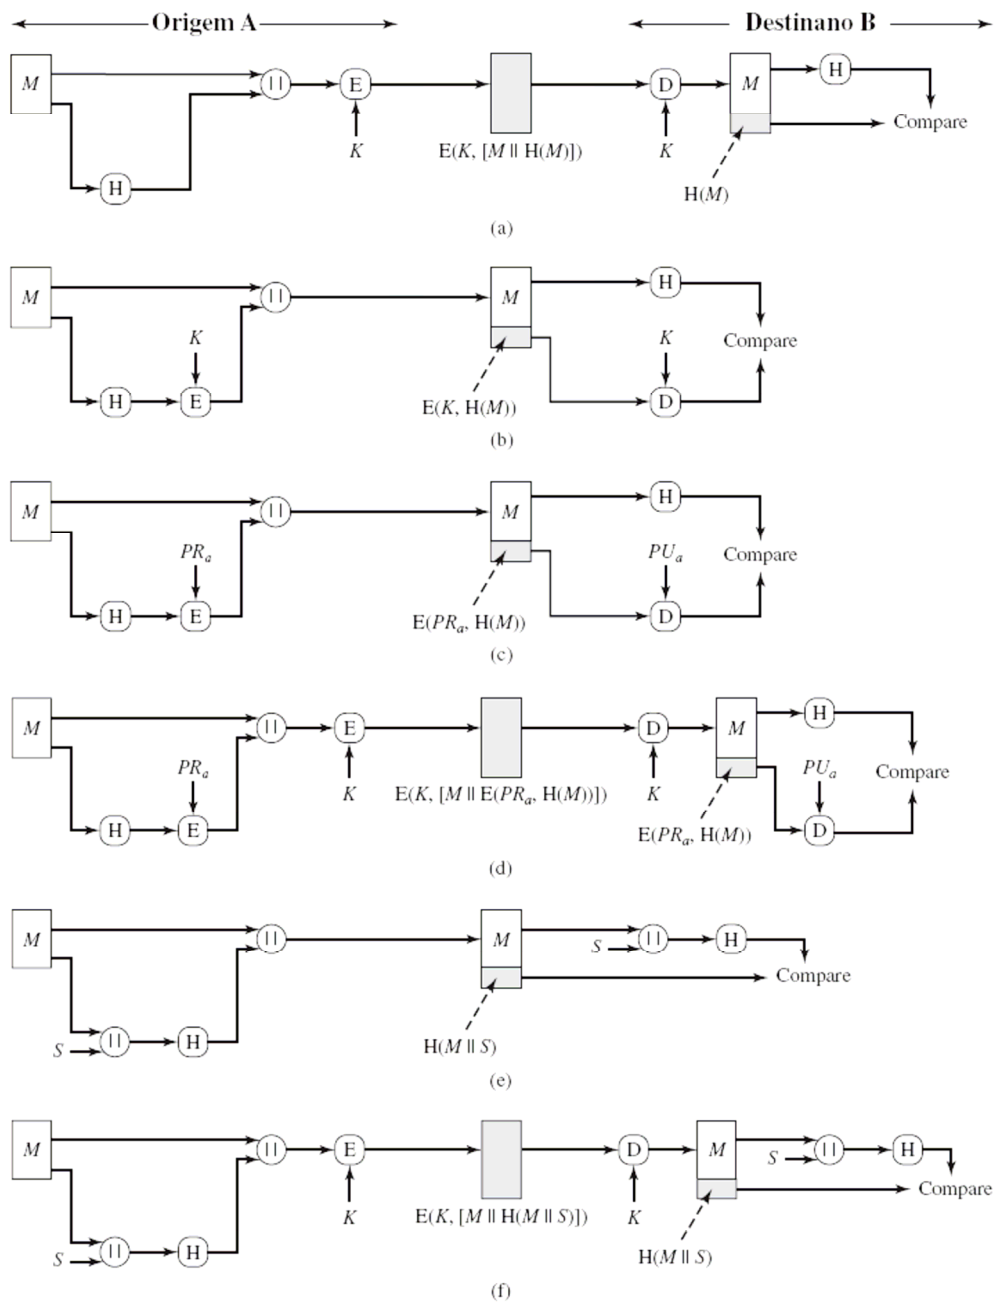 Origem A Destinano B
M || E D M H
Compare
K E(K, [M || H(M)]) K
H H(M)
(a)
M || M H
K K Compare
H E E(K, H(M)) D
(b)
M || M H
PRa PUa Compare
H E E(PRa, H(M)) D
(c)
M || E D M H
PRa K E(K, [M || E(PRa, H(M))]) K PUa Compare
H E E(PRa, H(M)) D
(d)
M || M S || H
Compare
S || H H(M || S)
(e)
M || E D M S || H
Compare
K E(K, [M || H(M || S)]) K
S || H H(M || S)
(f)